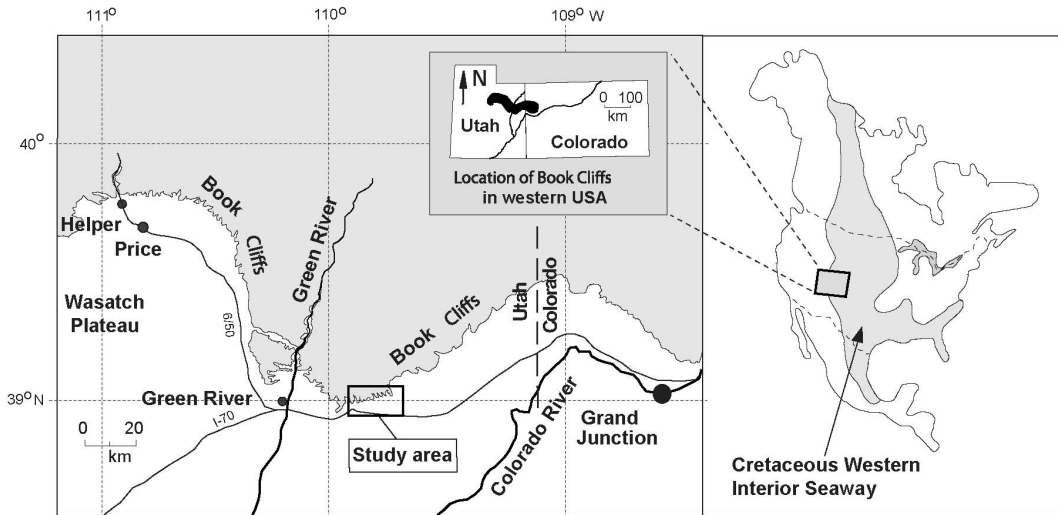 111°
110°
109° W
40°
39° N
N
0 100
km
Utah
Colorado
Location of Book Cliffs
in western USA
Book
Cliffs
Helper
Price
Green River
Wasatch
Plateau
6/50
Book Cliffs
Utah
Colorado
Green River
I-70
0 20
km
Study area
Colorado River
Grand
Junction
Cretaceous Western
Interior Seaway